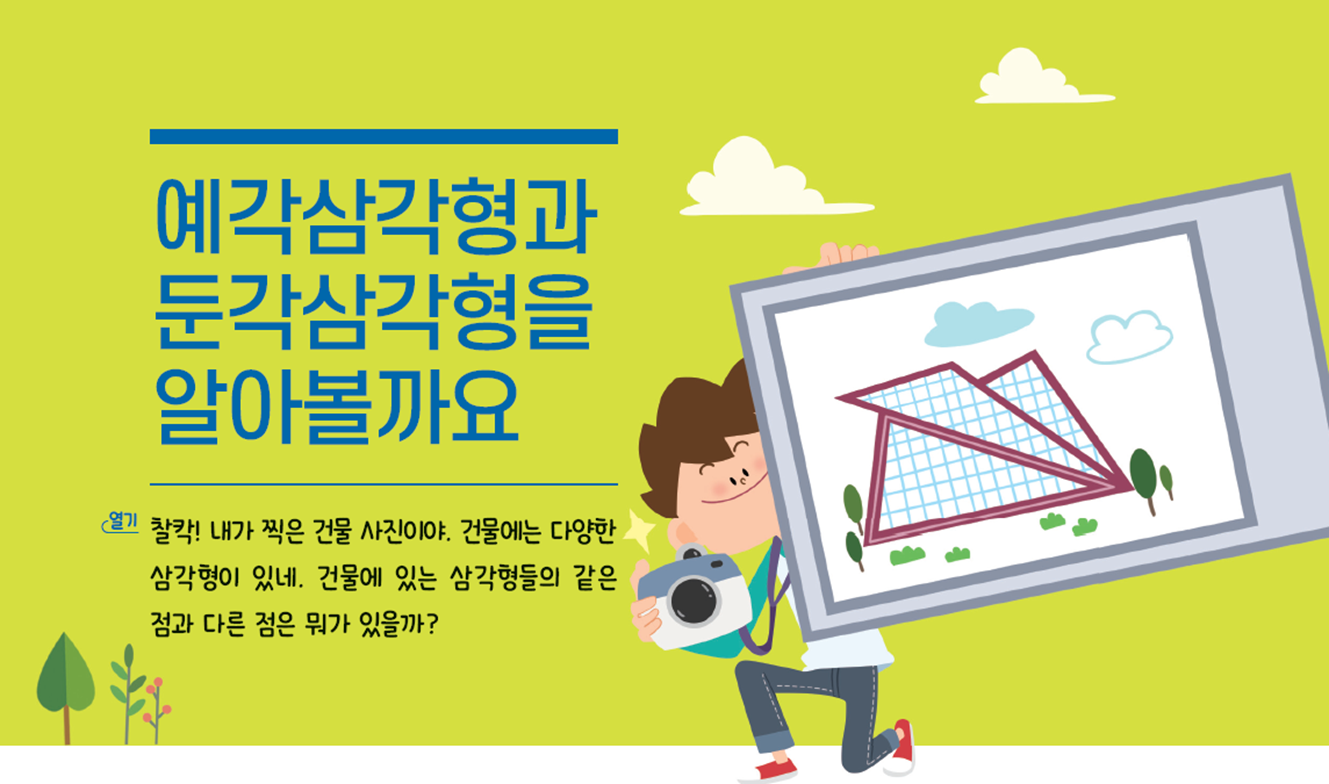 예각삼각형과
둔각삼각형을
알아볼까요
열기
찰칵! 내가 찍은 건물 사진이야. 건물에는 다양한
삼각형이 있네. 건물에 있는 삼각형들의 같은
점과 다른 점은 뭐가 있을까?